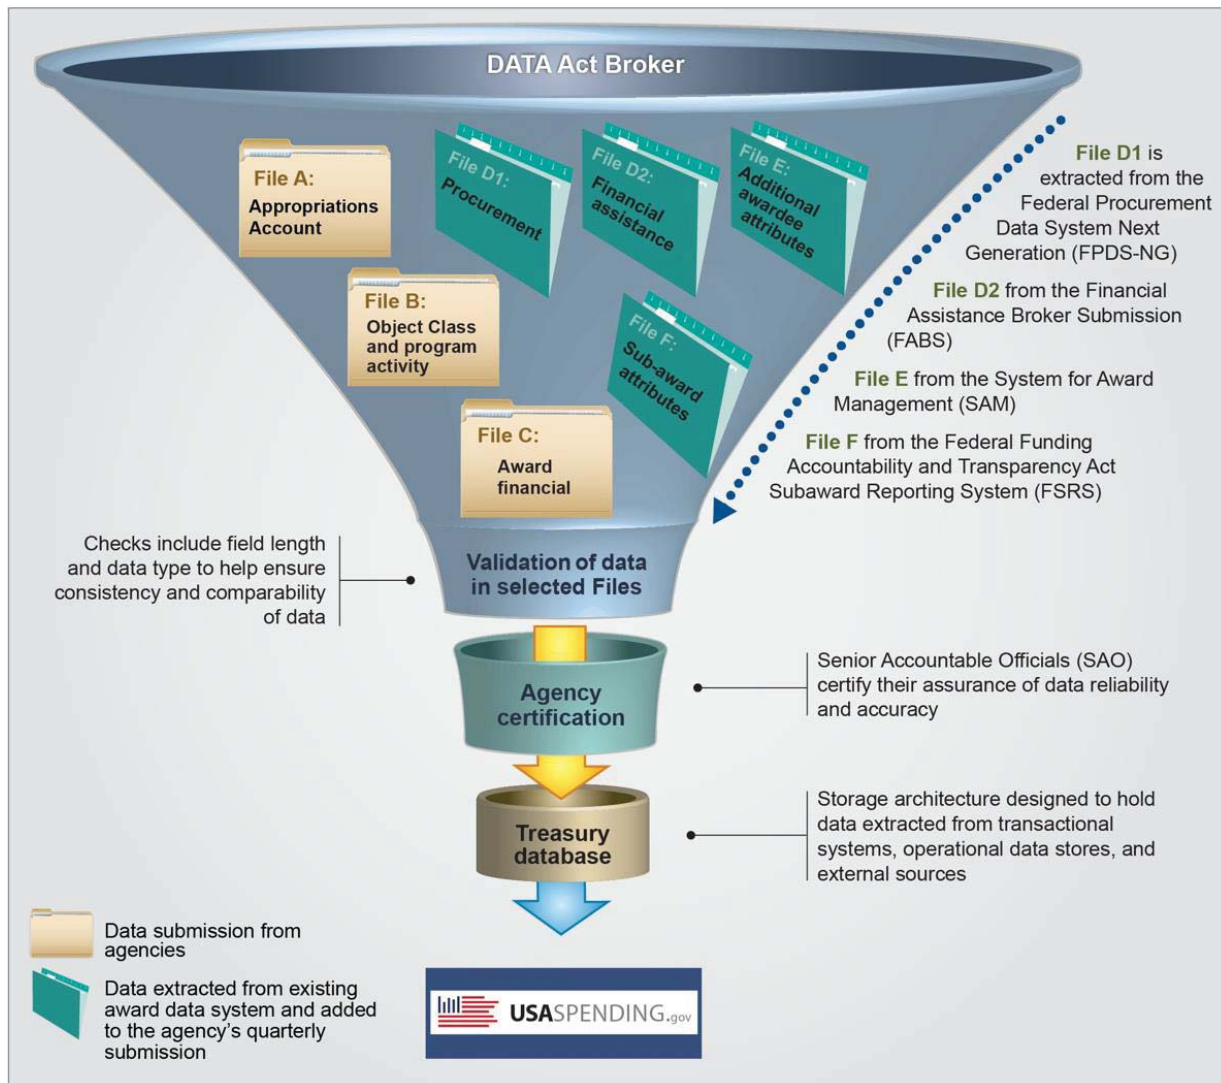 DATA Act Broker
File A:
Appropriations
Account
File D1:
Procurement
File D2:
Financial
assistance
File E:
Additional
awardee
attributes
File B:
Object Class
and program
activity
File F:
Sub-award
attributes
File C:
Award
financial
File D1 is
extracted from the
Federal Procurement
Data System Next
Generation (FPDS-NG)
File D2 from the Financial
Assistance Broker Submission
(FABS)
File E from the System for Award
Management (SAM)
File F from the Federal Funding
Accountability and Transparency Act
Subaward Reporting System (FSRS)
Checks include field length
and data type to help ensure
consistency and comparability
of data
Validation of data
in selected Files
Agency
certification
Senior Accountable Officials (SAO)
certify their assurance of data reliability
and accuracy
Treasury
database
Storage architecture designed to hold
data extracted from transactional
systems, operational data stores, and
external sources
Data submission from
agencies
Data extracted from existing
award data system and added
to the agency's quarterly
submission
USASPENDING.gov